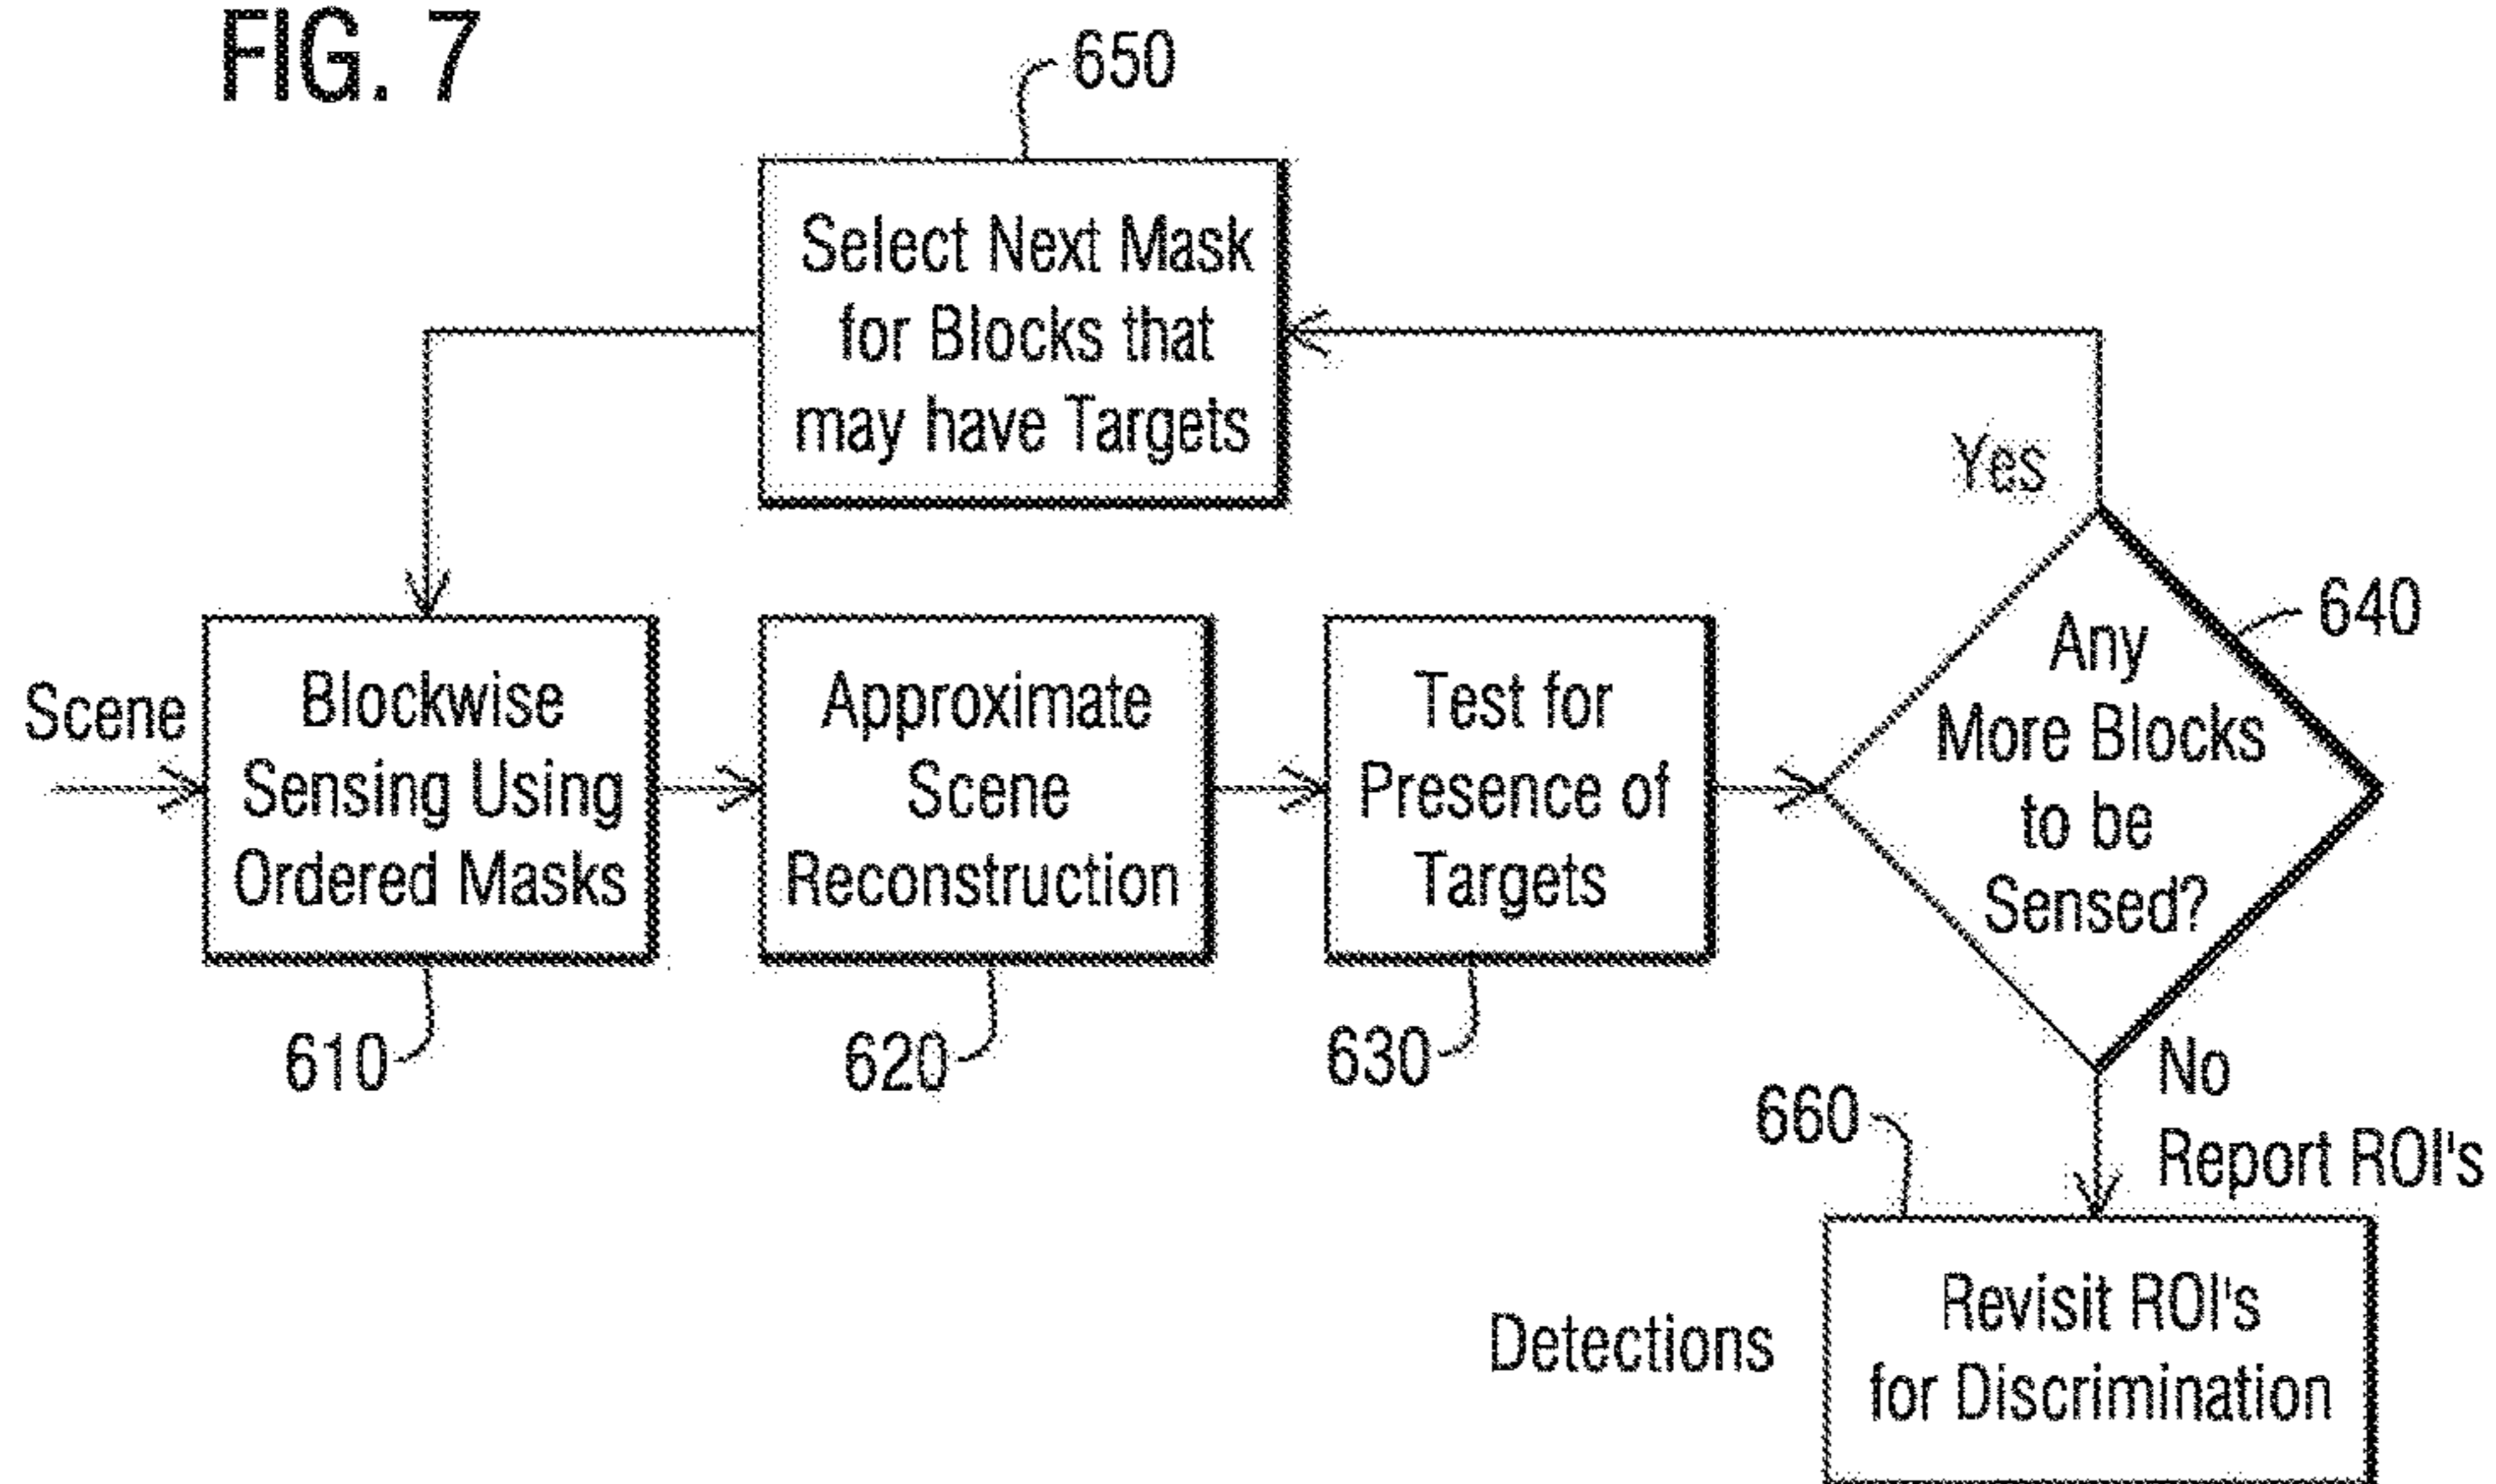 FIG. 7
650
Select Next Mask
for Blocks that
may have Targets
Yes
640
Scene
Blockwise
Sensing Using
Ordered Masks
610
Approximate
Scene
Reconstruction
620
Test for
Presence of
Targets
630
Any
More Blocks
to be
Sensed?
No
Report ROI's
660
Detections
Revisit ROI's
for Discrimination